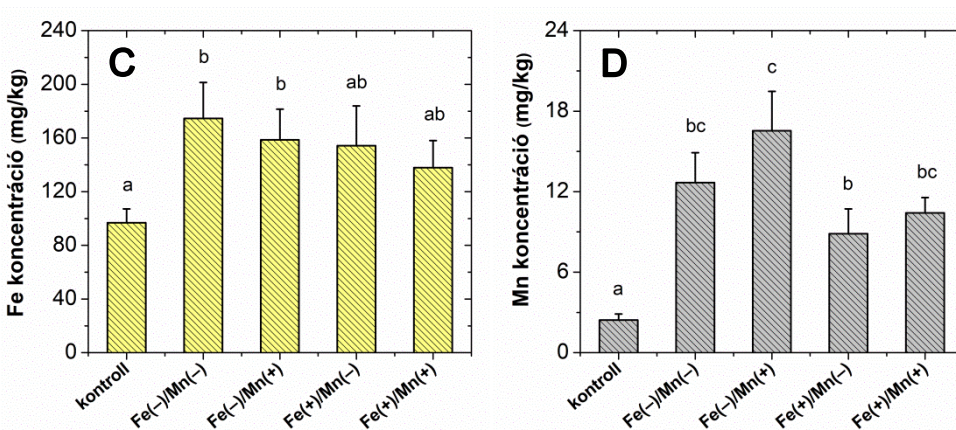 C
Fe koncentráció (mg/kg)
240
200
160
120
80
40
0
a
b
b
ab
ab
kontroll
Fe(–)/Mn(–)
Fe(–)/Mn(+)
Fe(+)/Mn(–)
Fe(+)/Mn(+)
D
Mn koncentráció (mg/kg)
24
18
12
6
0
a
bc
c
b
bc
kontroll
Fe(–)/Mn(–)
Fe(–)/Mn(+)
Fe(+)/Mn(–)
Fe(+)/Mn(+)